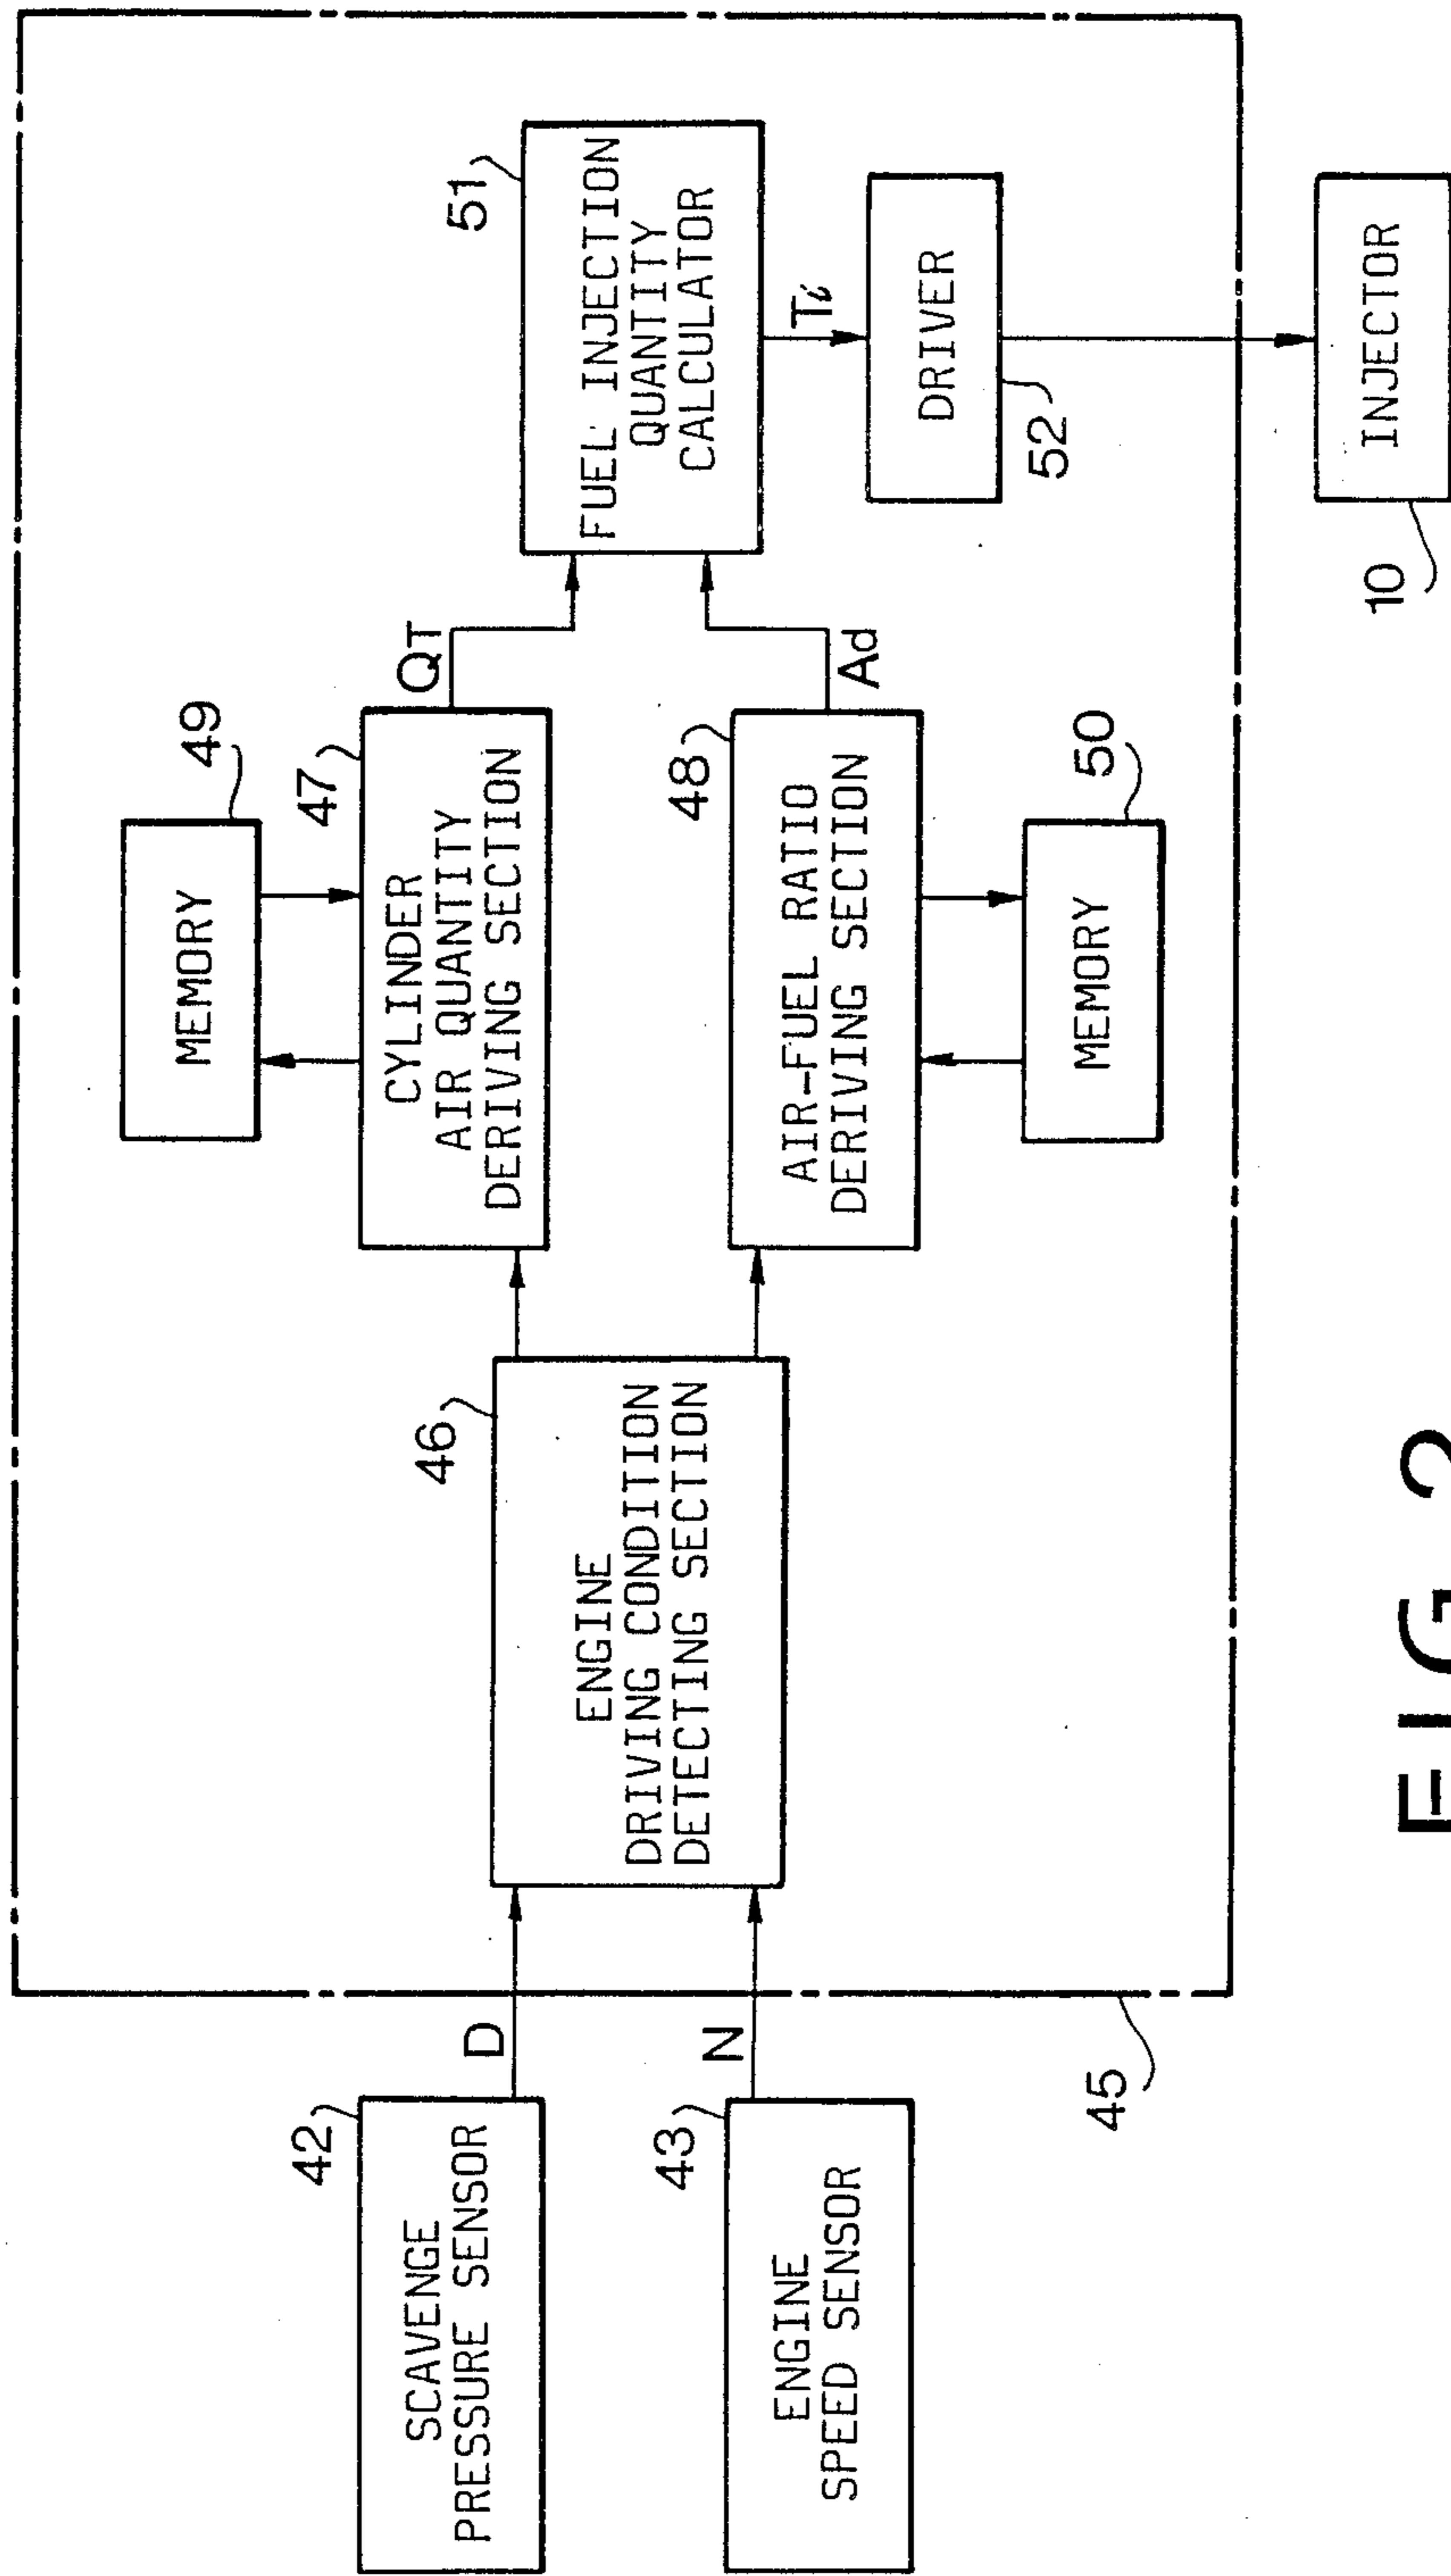 42
SCAVENGE
PRESSURE SENSOR
D
43
ENGINE
SPEED SENSOR
N
45
46
ENGINE
DRIVING CONDITION
DETECTING SECTION
49
MEMORY
47
CYLINDER
AIR QUANTITY
DERIVING SECTION
QT
48
AIR-FUEL RATIO
DERIVING SECTION
Ad
50
MEMORY
51
FUEL INJECTION
QUANTITY
CALCULATOR
Ti
DRIVER
52
INJECTOR
10
FIG. 2